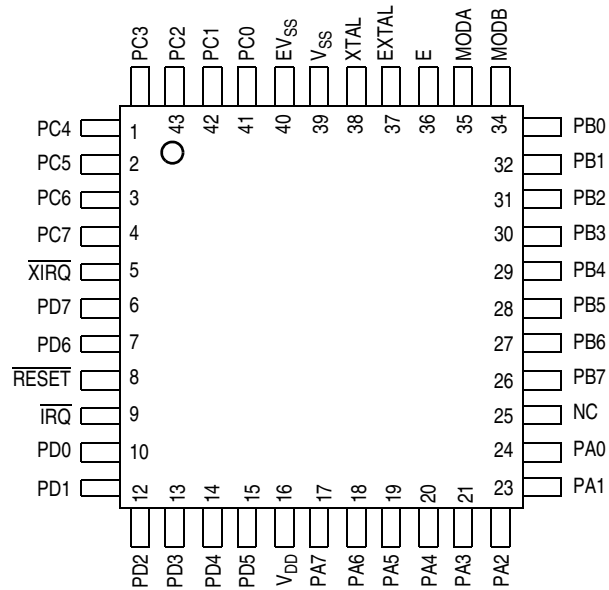 PC3
PC2
PC1
PC0
EVSS
VSS
XTAL
EXTAL
E
MODA
MODB
43
42
41
40
39
38
37
36
35
34
PC4 1
PC5 2
PC6 3
PC7 4
XIRQ 5
PD7 6
PD6 7
RESET 8
IRQ 9
PD0 10
PD1
PB0
32 PB1
31 PB2
30 PB3
29 PB4
28 PB5
27 PB6
26 PB7
25 NC
24 PA0
23 PA1
12
13
14
15
16
17
18
19
20
21
PD2
PD3
PD4
PD5
VDD
PA7
PA6
PA5
PA4
PA3
PA2